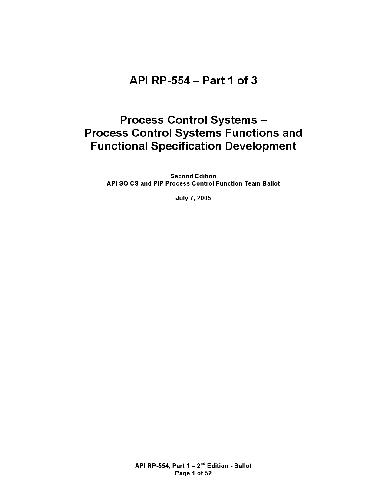 API RP-554 – Part 1 of 3
Process Control Systems –
Process Control Systems Functions and
Functional Specification Development
Second Edition
API SOICS and PIP Process Control Function Team Ballot
July 7, 2005
API RP-554, Part 1 – 2nd Edition - Ballot
Page 1 of 52